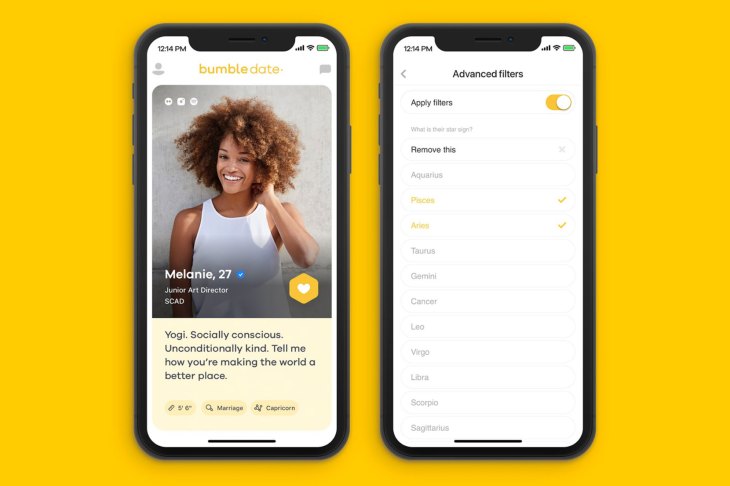 12:14 PM
bumble date
Melanie, 27
Junior Art Director
SCAD
Yogi. Socially conscious.
Unconditionally kind. Tell me
how you're making the world a
better place.
5' 6"
Marriage
Capricorn
12:14 PM
Advanced filters
Apply filters
What is their star sign?
Remove this
Aquarius
Pisces
Aries
Taurus
Gemini
Cancer
Leo
Virgo
Libra
Scorpio
Sagittarius